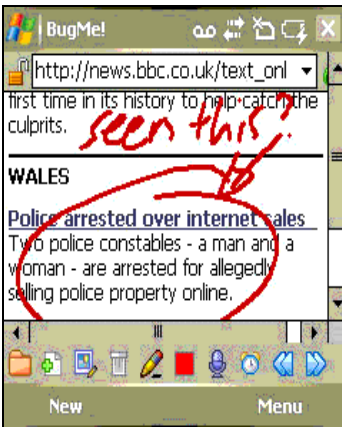 BugMe!
http://news.bbc.co.uk/text_onl
first time in its history to help catch the
culprits.
seen this?
WALES
Police arrested over internet sales
Two police constables - a man and a
woman - are arrested for allegedly
selling police property online.
New Menu